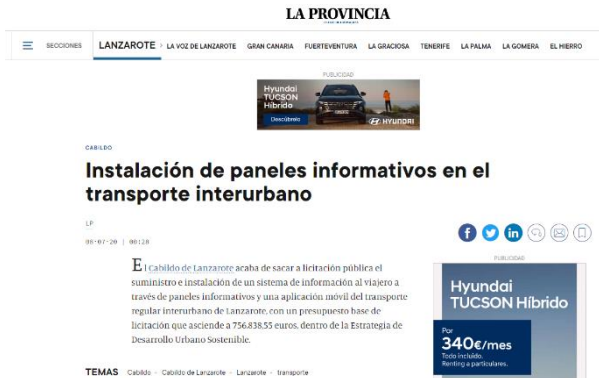 LA PROVINCIA
SECCIONES LANZAROTE > LA VOZ DE LANZAROTE GRAN CANARIA FUERTEVENTURA LA GRACIOSA TENERIFE LA PALMA LA GOMERA EL HIERRO
PUBLICIDAD
Hyundai
TUCSON
Híbrido
Descúbrelo
HYUNDAI
CABILDO
Instalación de paneles informativos en el
transporte interurbano
LP
08·07·20 | 00:28
El Cabildo de Lanzarote acaba de sacar a licitación pública el
suministro e instalación de un sistema de información al viajero a
través de paneles informativos y una aplicación móvil del transporte
regular interurbano de Lanzarote, con un presupuesto base de
licitación que asciende a 756.838,55 euros, dentro de la Estrategia de
Desarrollo Urbano Sostenible.
PUBLICIDAD
Hyundai
TUCSON Híbrido
Por
340€/mes
Todo incluido.
Renting a particulares.
TEMAS Cabildo - Cabildo de Lanzarote - Lanzarote - transporte